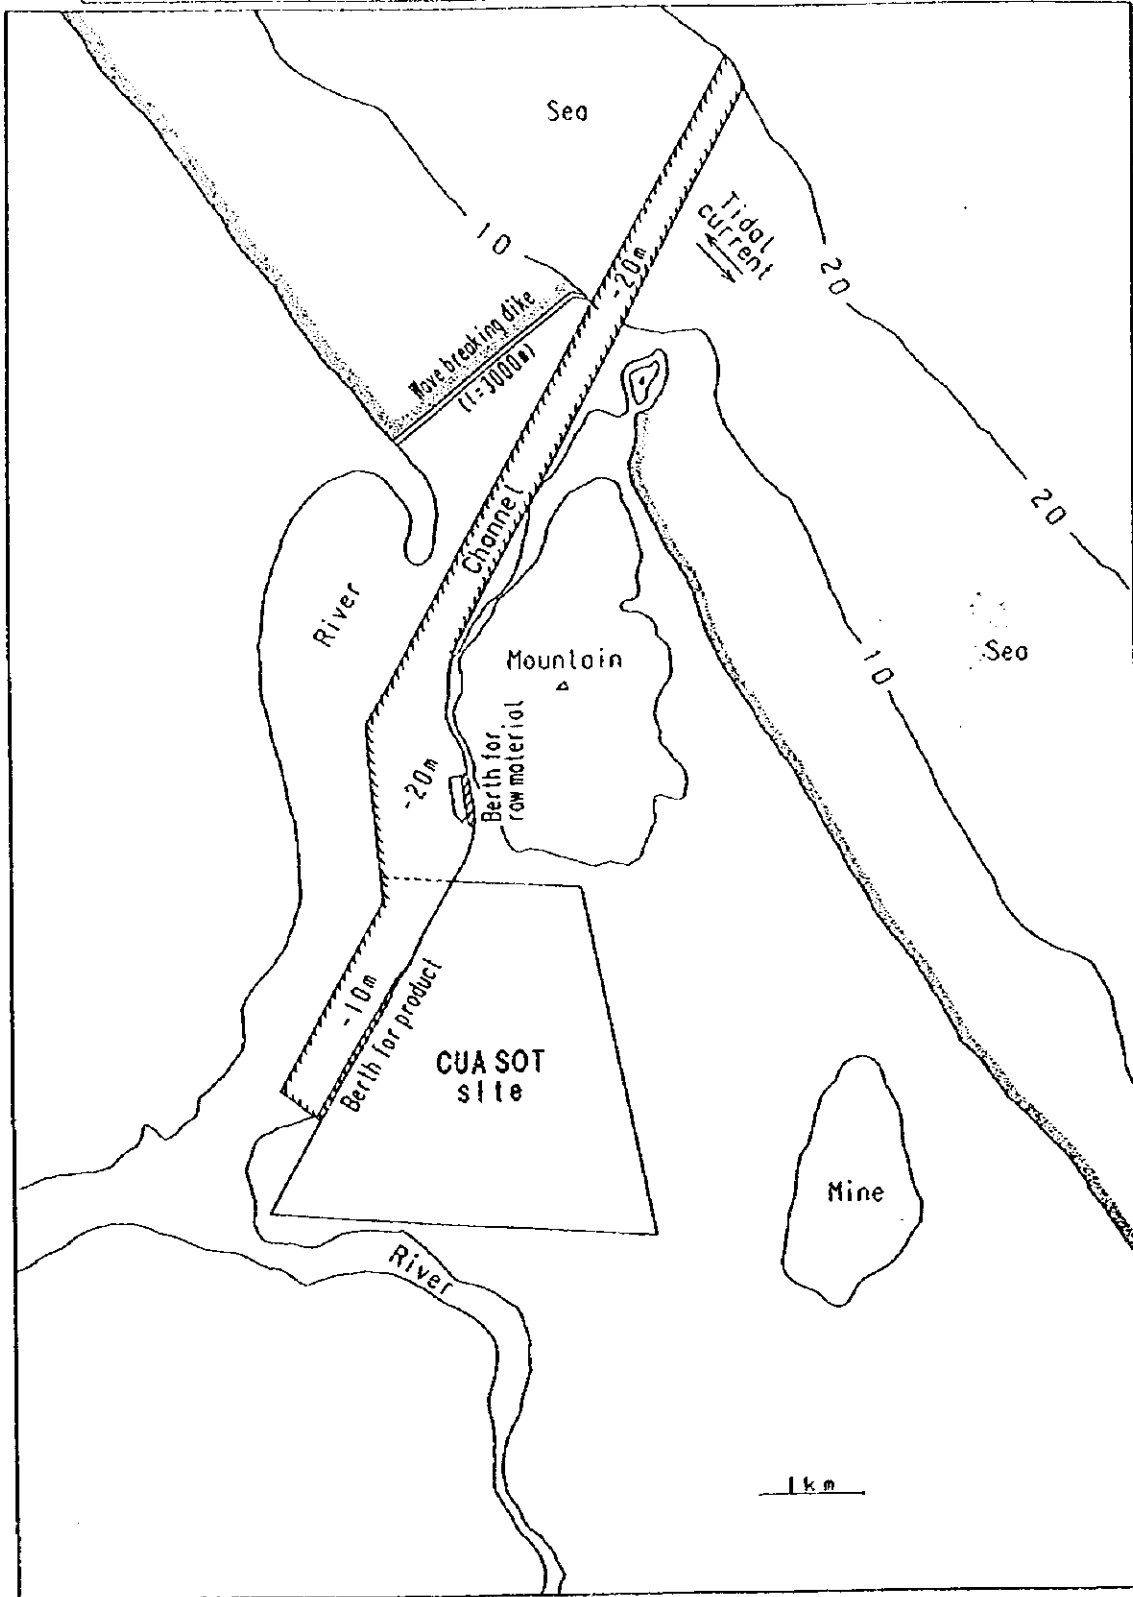 Sea
10
-20m
Tidal
current
20
Wave breaking dike
(l=3000m)
20
Channel
River
Mountain
Sea
10
-20m
Berth for
raw material
-10m
Berth for product
CUA SOT
site
Mine
River
1km